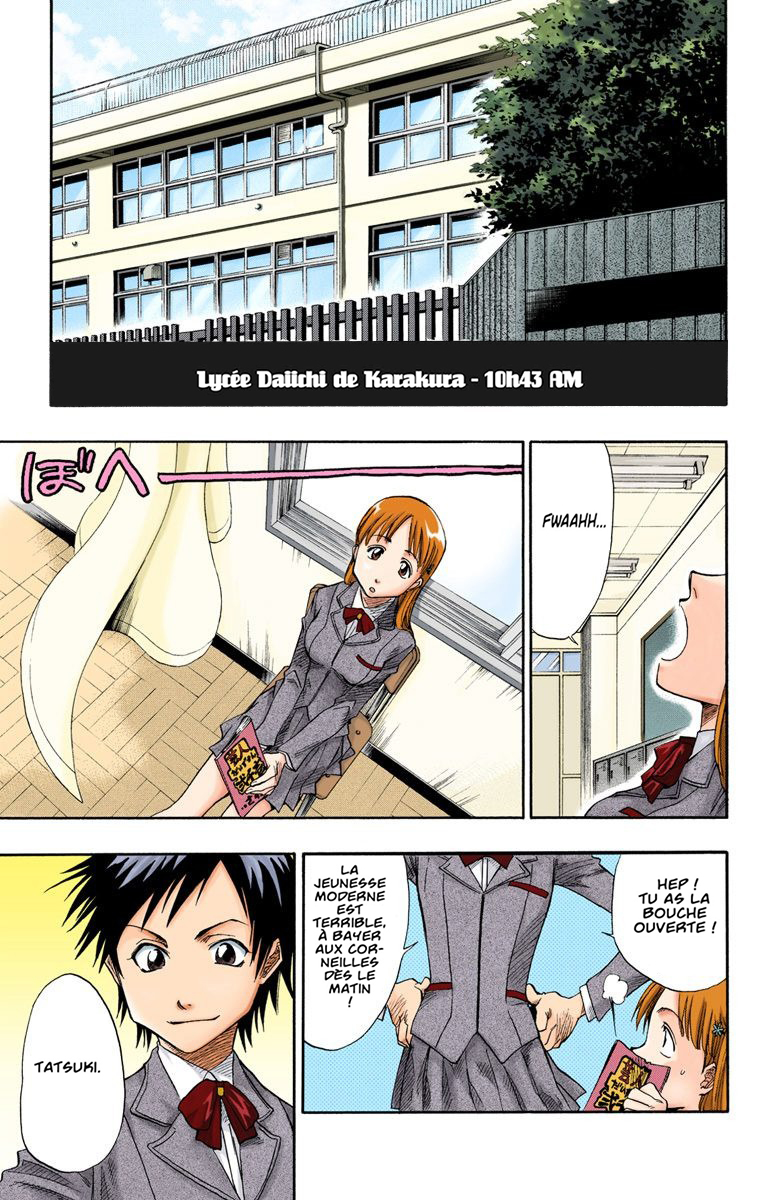 Lycée Daiichi de Karakura - 10h43 AM
FWAAHH...
ぼへー
HEP !
TU AS LA
BOUCHE
OUVERTE !
LA
JEUNESSE
MODERNE
EST
TERRIBLE,
À BAYER
AUX COR-
NEILLES
DÈS LE
MATIN
!
TATSUKI.